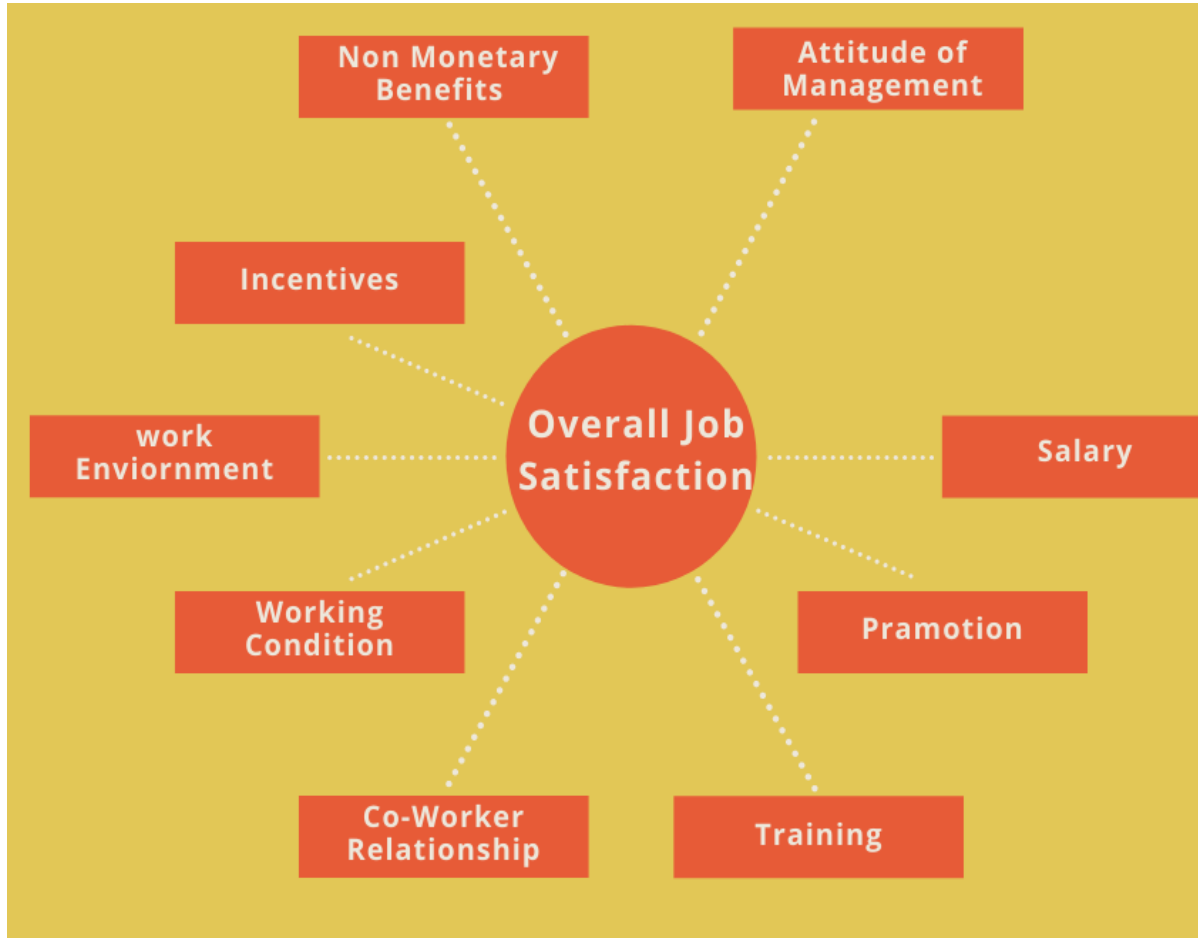 Non Monetary
Benefits
Attitude of
Management
Incentives
Overall Job
Satisfaction
work
Enviornment
Salary
Working
Condition
Pramotion
Co-Worker
Relationship
Training